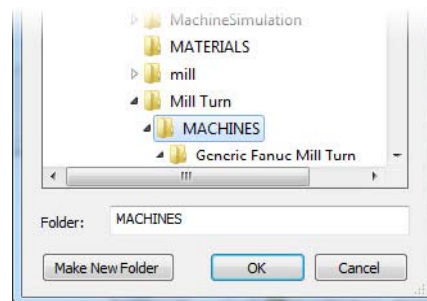 MachineSimulation
MATERIALS
mill
Mill Turn
MACHINES
Generic Fanuc Mill Turn
Folder: MACHINES
Make New Folder OK Cancel